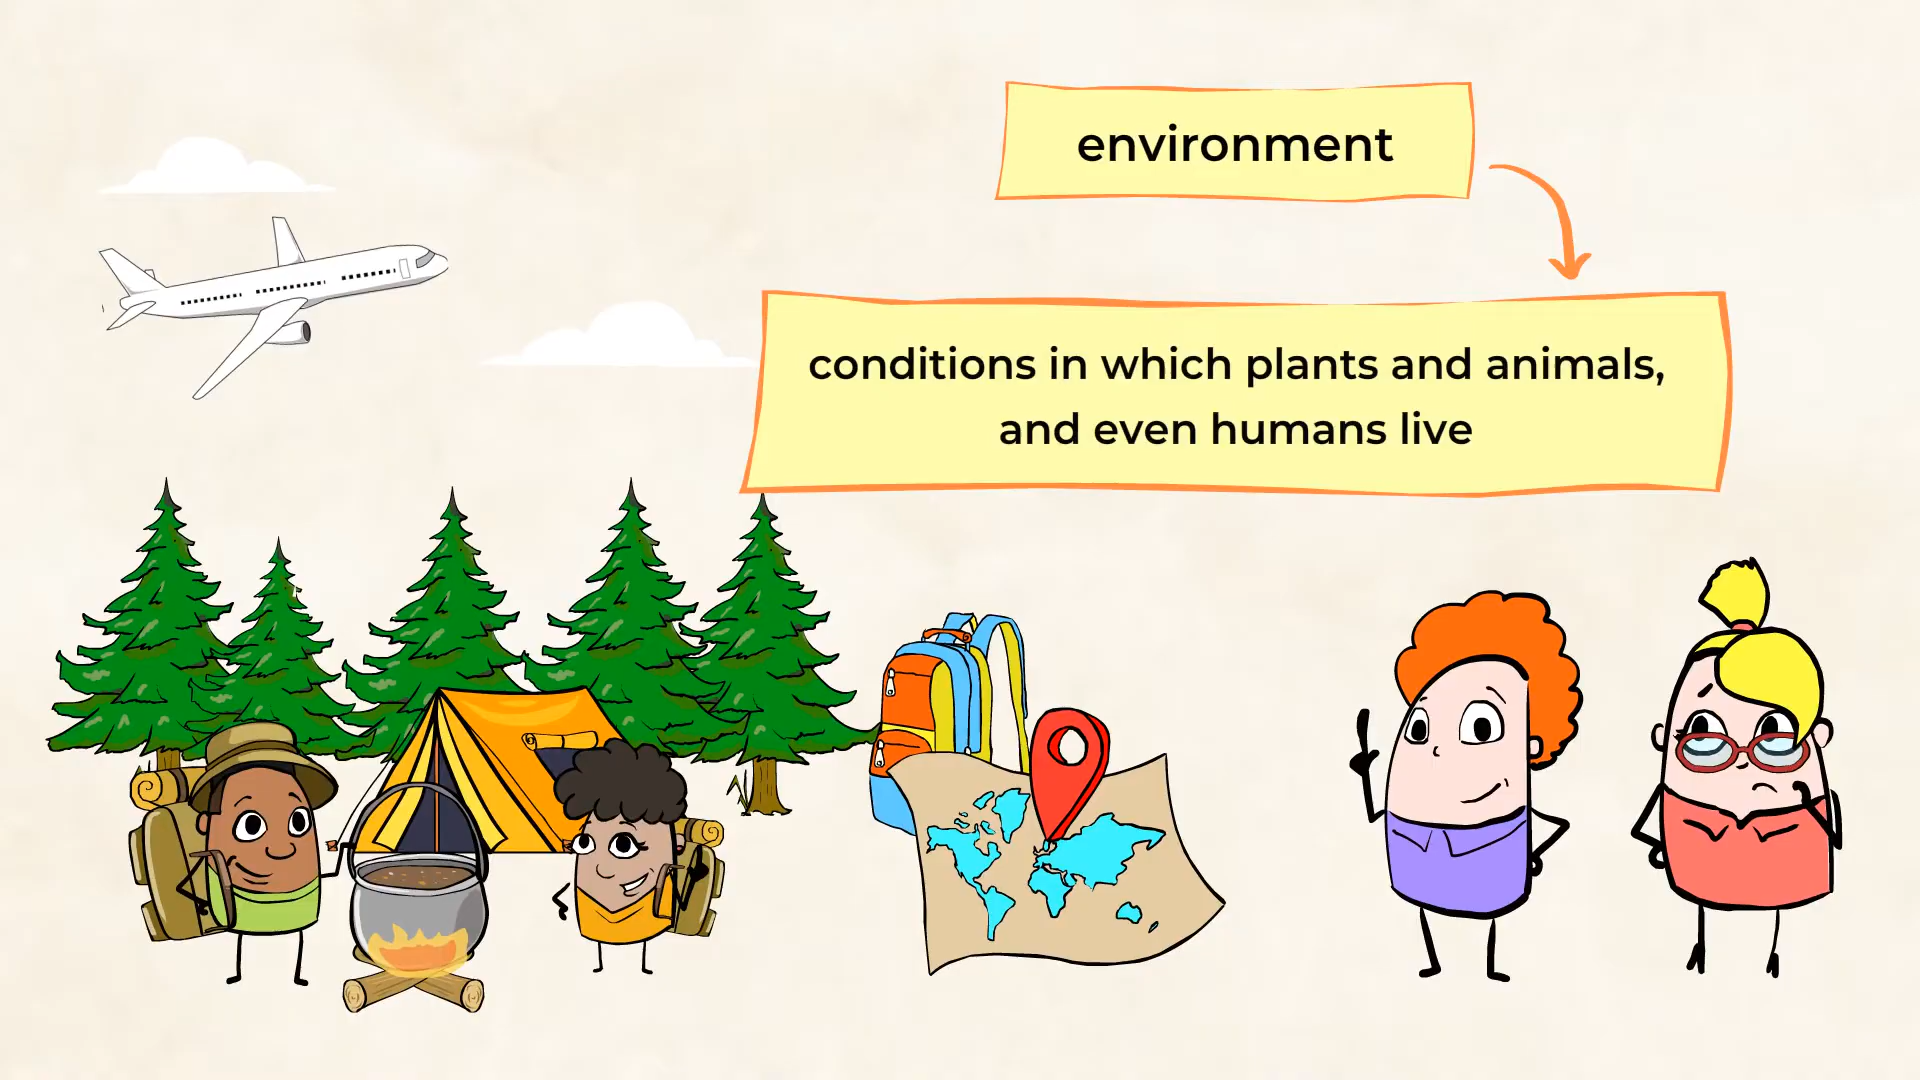 environment
conditions in which plants and animals,
and even humans live